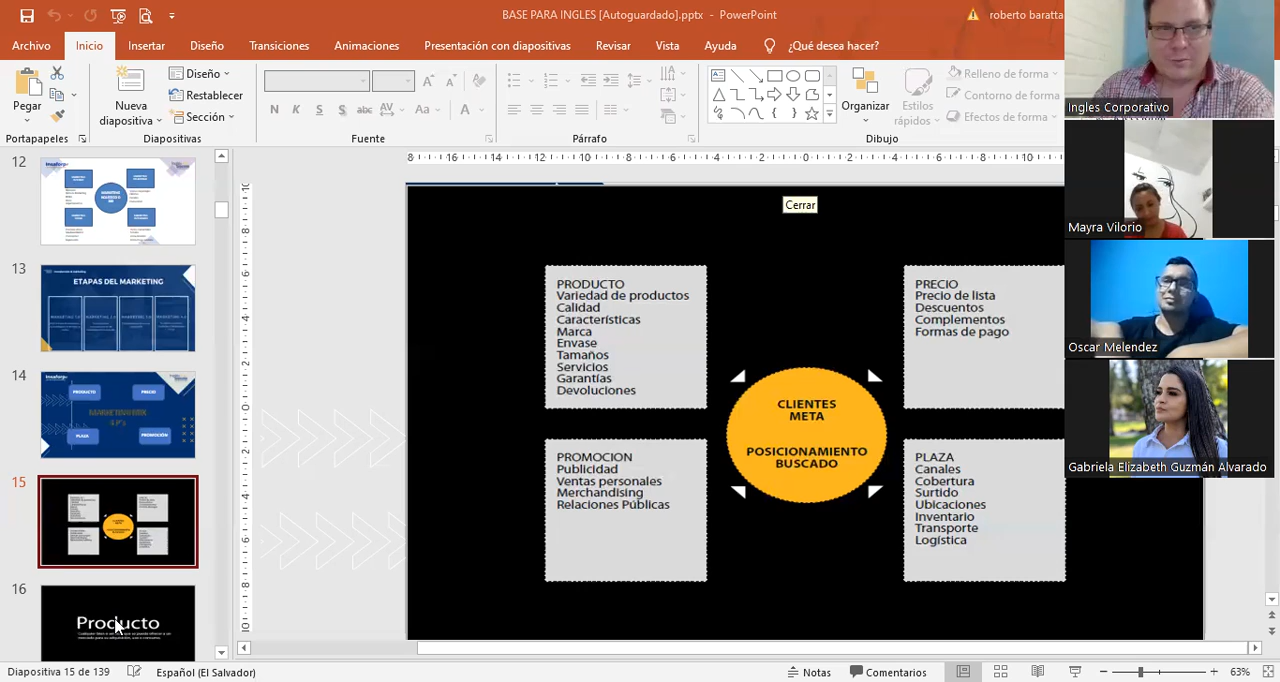 BASE PARA INGLES [Autoguardado].pptx - PowerPoint
roberto baratta
Archivo
Inicio
Insertar
Diseño
Transiciones
Animaciones
Presentación con diapositivas
Revisar
Vista
Ayuda
¿Qué desea hacer?
Pegar
Nueva
diapositiva
Diseño
Restablecer
Sección
N
K
S
S
abc
AV
Aa
A
Organizar
Estilos
rápidos
Relleno de forma
Contorno de forma
Efectos de forma
Portapapeles
Diapositivas
Fuente
Párrafo
Dibujo
12
13
ETAPAS DEL MARKETING
14
PRODUCTO
PRECIO
PLAZA
PROMOCIÓN
15
16
Producto
Cerrar
PRODUCTO
Variedad de productos
Calidad
Características
Marca
Envase
Tamaños
Servicios
Garantías
Devoluciones
PRECIO
Precio de lista
Descuentos
Complementos
Formas de pago
CLIENTES
META
POSICIONAMIENTO
BUSCADO
PROMOCION
Publicidad
Ventas personales
Merchandising
Relaciones Públicas
PLAZA
Canales
Cobertura
Surtido
Ubicaciones
Inventario
Transporte
Logística
Ingles Corporativo
Mayra Vilorio
Oscar Melendez
Gabriela Elizabeth Guzmán Alvarado
Diapositiva 15 de 139
Español (El Salvador)
Notas
Comentarios
63%